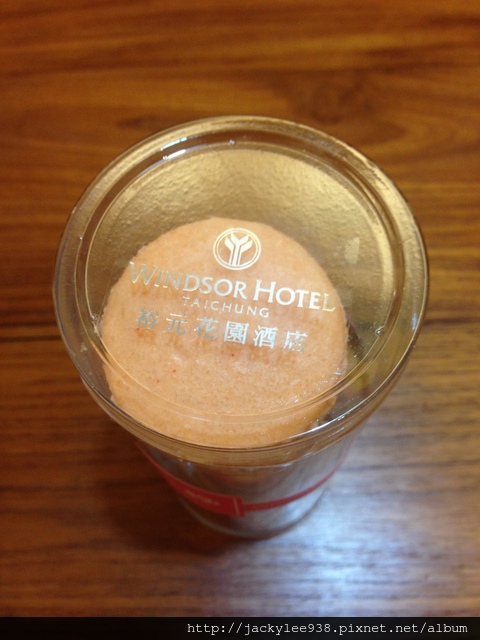 WINDSOR HOTEL
TAICHUNG
裕元花園酒店
http://jackylee938.pixnet.net/album